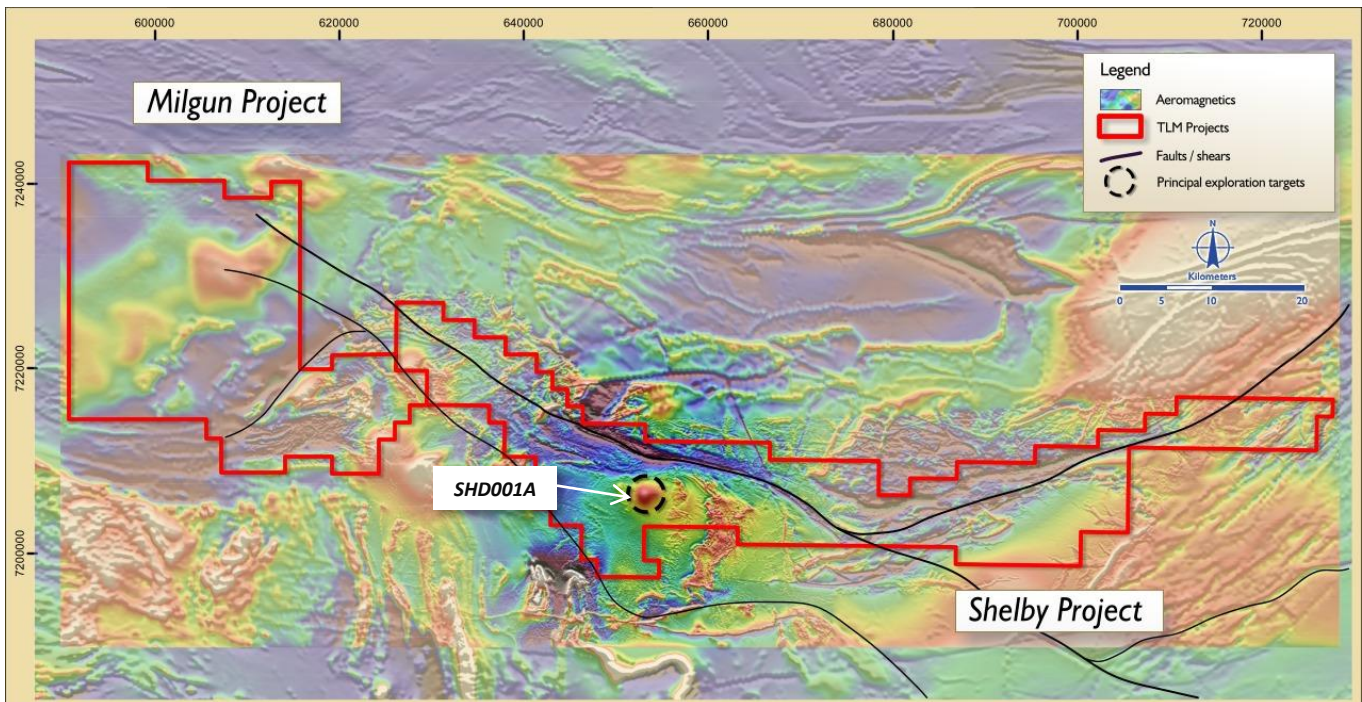 600000
620000
640000
660000
680000
700000
720000
Milgun Project
Legend
Aeromagnetics
TLM Projects
Faults / shears
Principal exploration targets
7240000
N
Kilometers
0 5 10 20
7220000
SHD001A
7200000
Shelby Project